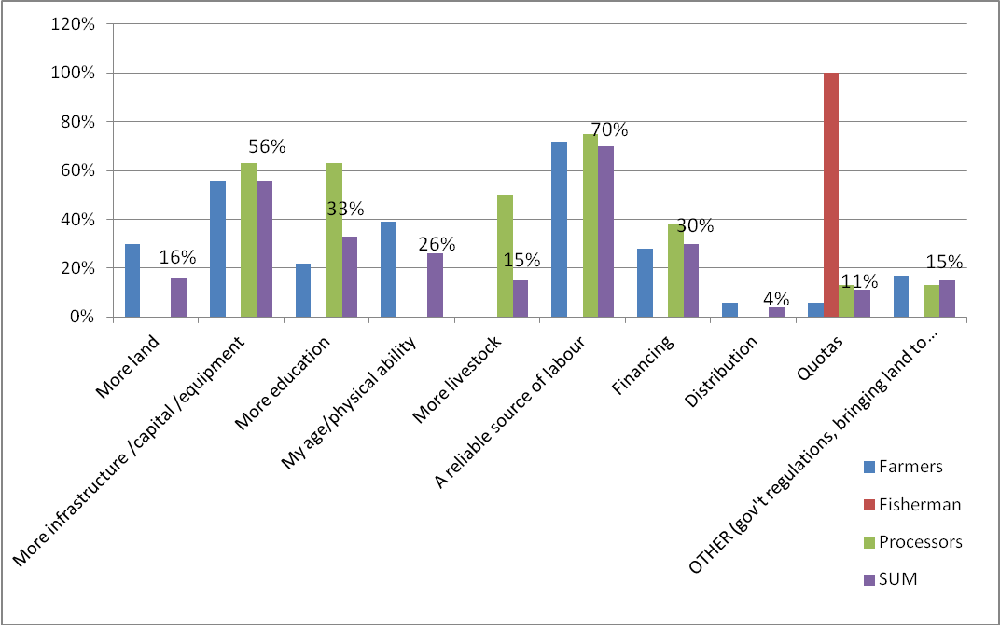 120%
100%
80%
60%
40%
20%
0%
16%
56%
33%
26%
15%
70%
30%
4%
11%
15%
More land
More infrastructure /capital /equipment
More education
My age/physical ability
More livestock
A reliable source of labour
Financing
Distribution
Quotas
OTHER (gov't regulations, bringing land to...
Farmers
Fisherman
Processors
SUM